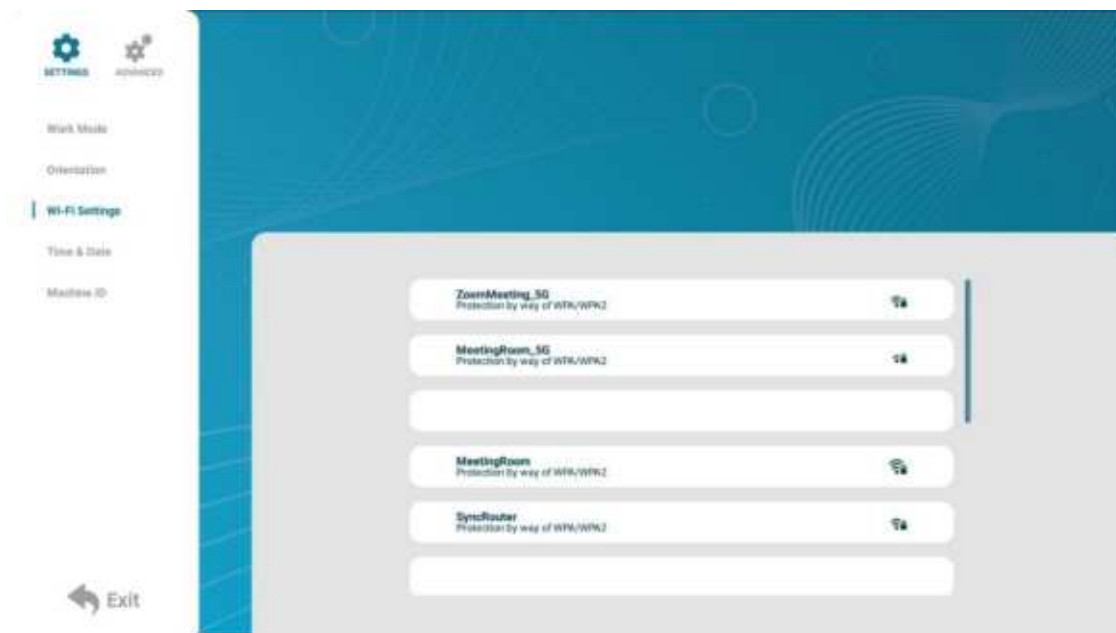 SETTINGS
ADVANCED
Work Mode
Orientation
Wi-Fi Settings
Time & Date
Machine ID
ZoomMeeting_5G
Protection by way of WPA/WPA2
MeetingRoom_5G
Protection by way of WPA/WPA2
MeetingRoom
Protection by way of WPA/WPA2
SyncRouter
Protection by way of WPA/WPA2
Exit